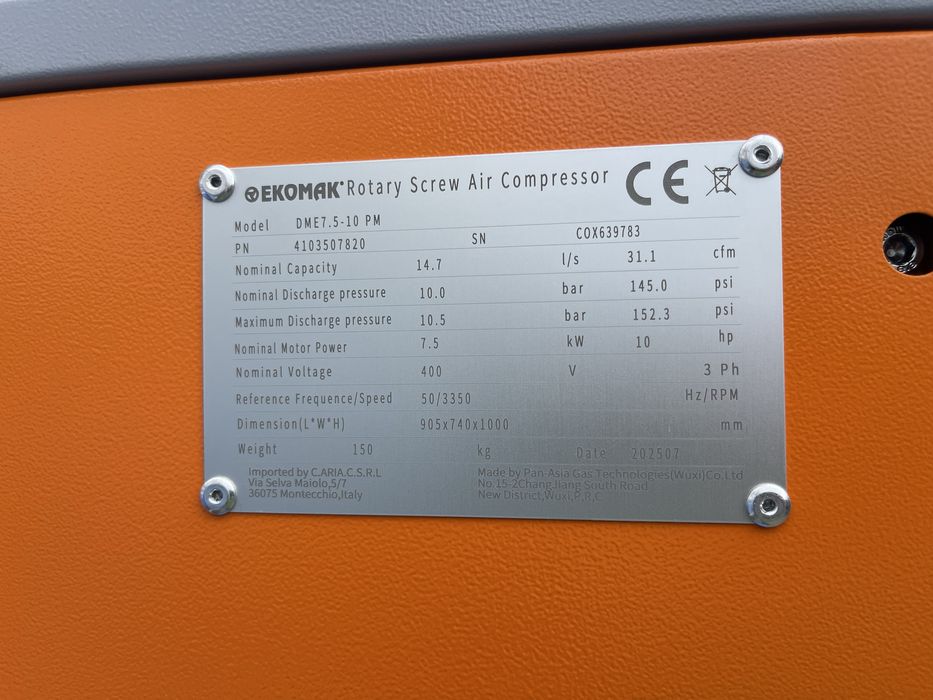 EKOMAK Rotary Screw Air Compressor CE
Model DME7.5-10 PM
PN 4103507820 SN COX639783
Nominal Capacity 14.7 l/s 31.1 cfm
Nominal Discharge pressure 10.0 bar 145.0 psi
Maximum Discharge pressure 10.5 bar 152.3 psi
Nominal Motor Power 7.5 kW 10 hp
Nominal Voltage 400 V 3 Ph
Reference Frequency/Speed 50/3350 Hz/RPM
Dimension(L*W*H) 905x740x1000 mm
Weight 150 kg Date 202507
Imported by C.ARIA.C.S.R.L
Via Selva Maiolo,5/7
36075 Montecchio,Italy
Made by Pan-Asia Gas Technologies(Wuxi)Co.Ltd
No.15-2ChangJiang South Road
New District,Wuxi,P.R.C